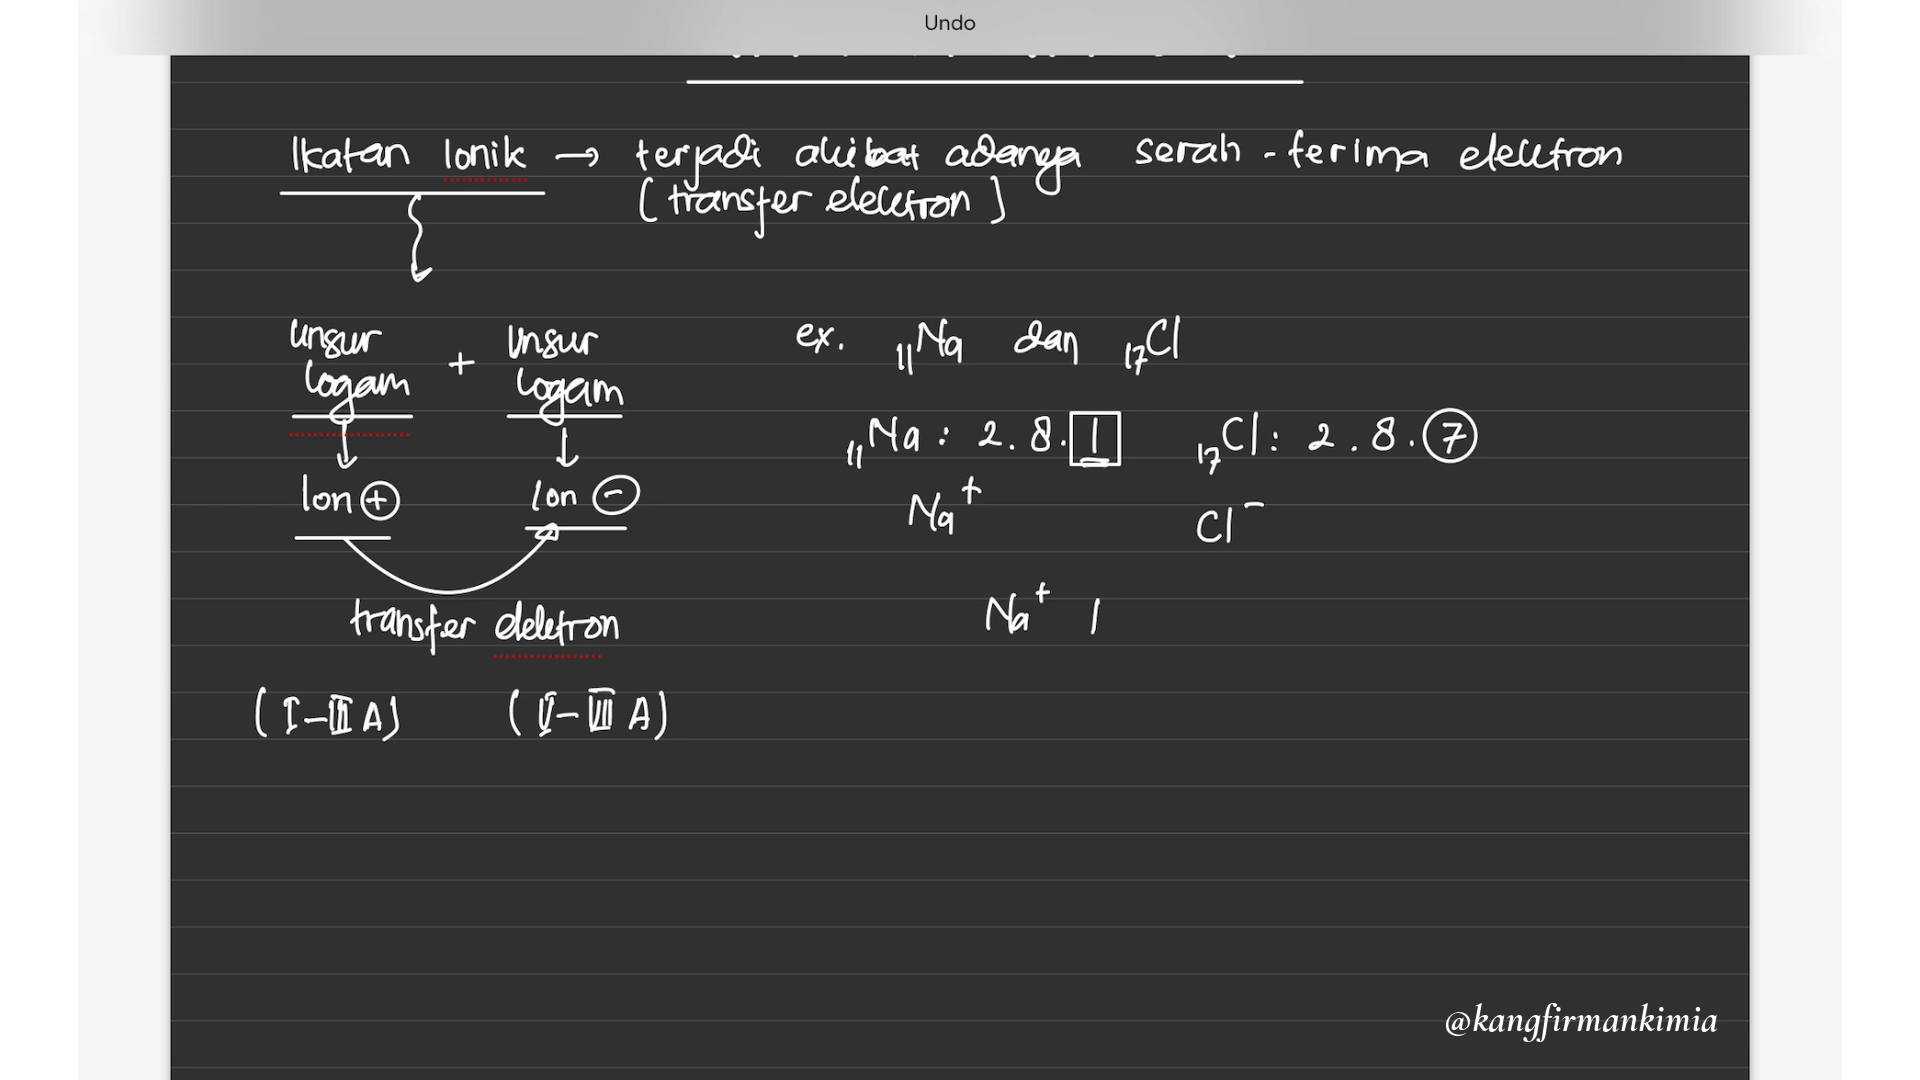 Undo
Ikatan Ionik → terjadi akibat adanya serah - terima elektron
(transfer elektron)
unsur logam + Unsur logam
Ion ⊕ Ion ⊖
transfer elektron
(I-III A) (V-VII A)
ex. ₁₁Na dan ₁₇Cl
₁₁Na : 2 . 8 . 1 ₁₇Cl : 2 . 8 . 7
Na⁺ Cl⁻
Na⁺ l
@kangfirmankimia